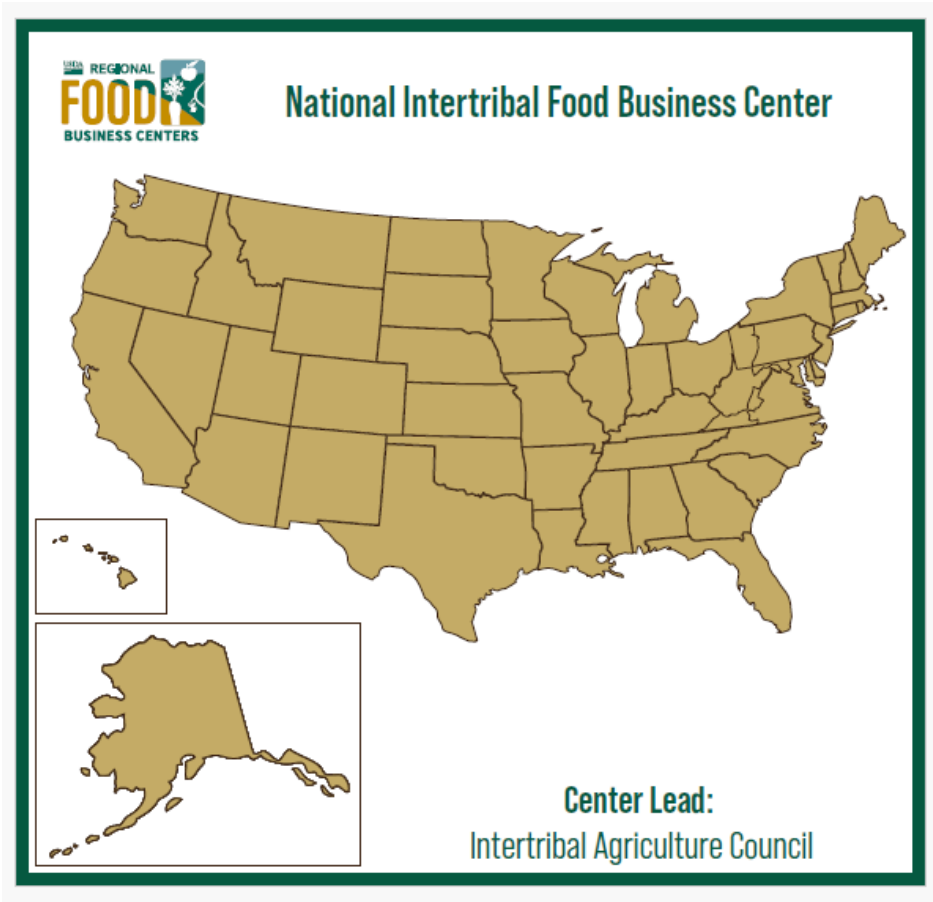 USDA REGIONAL
FOOD
BUSINESS CENTERS
National Intertribal Food Business Center
Center Lead:
Intertribal Agriculture Council